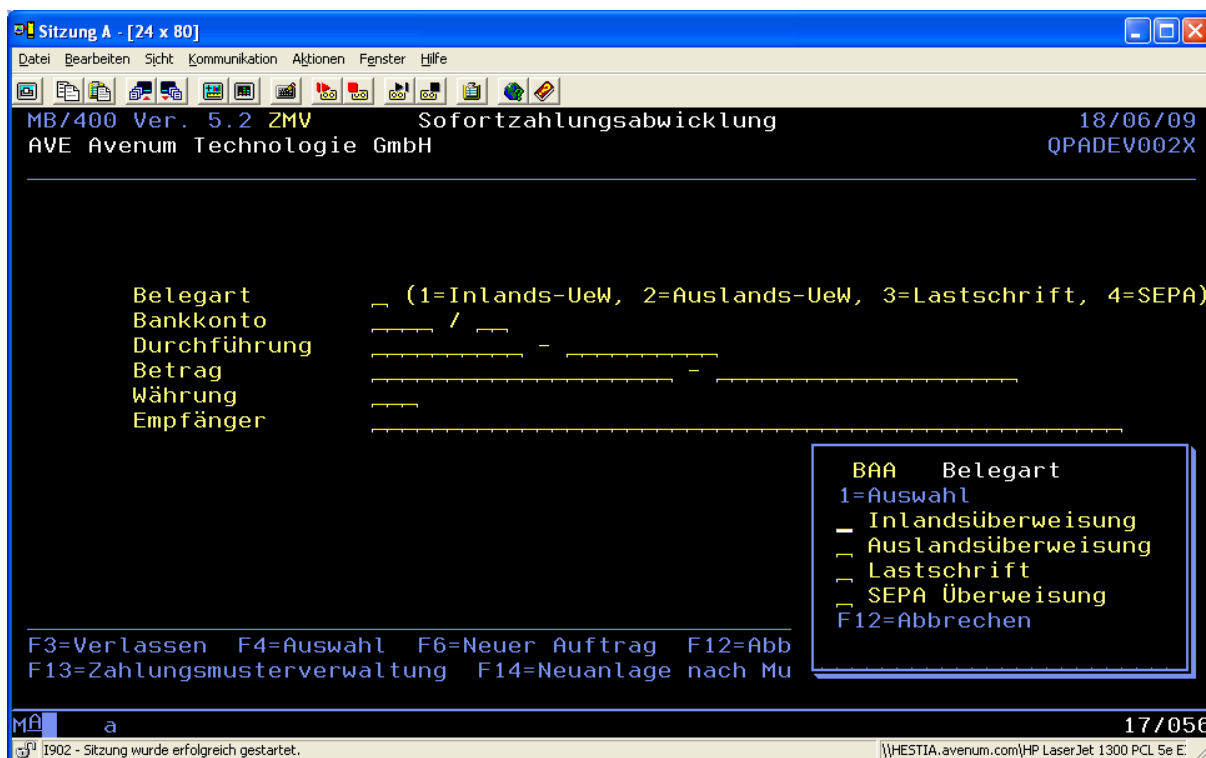 Sitzung A - [24 x 80]
Datei Bearbeiten Sicht Kommunikation Aktionen Fenster Hilfe
MB/400 Ver. 5.2 ZMV Sofortzahlungsabwicklung 18/06/09
AVE Avenum Technologie GmbH QPADEV002X
Belegart _ (1=Inlands-UeW, 2=Auslands-UeW, 3=Lastschrift, 4=SEPA)
Bankkonto /
Durchführung -
Betrag -
Währung
Empfänger
BAA Belegart
1=Auswahl
_ Inlandsüberweisung
_ Auslandsüberweisung
_ Lastschrift
_ SEPA Überweisung
F12=Abbrechen
F3=Verlassen F4=Auswahl F6=Neuer Auftrag F12=Abb
F13=Zahlungsmusterverwaltung F14=Neuanlage nach Mu
MA a 17/056
I902 - Sitzung wurde erfolgreich gestartet. \\HESTIA.avenum.com\HP LaserJet 1300 PCL 5e E: